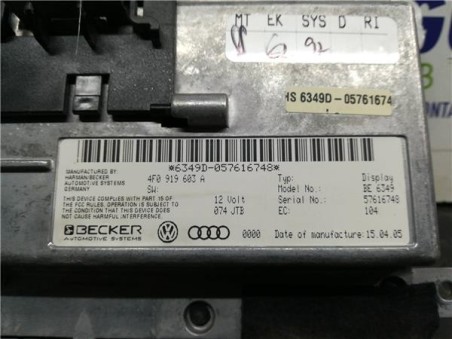 MT EK SYS D RI
6 92
HS 6349D-05761674
*6349D-057616748*
MANUFACTURED BY:
HARMAN/BECKER
AUTOMOTIVE SYSTEMS
GERMANY
4F0 919 603 A
SW:
Typ: Display
Model No.: BE 6349
THIS DEVICE COMPLIES WITH PART 15 OF
THE FCC RULES. OPERATION IS SUBJECT TO
THE CONDITION THAT THIS DEVICE DOES
NOT CAUSE HARMFUL INTERFERENCE.
12 Volt
074 JTB
Serial No.: 57616748
EC: 104
BECKER
AUTOMOTIVE SYSTEMS
0000 Date of manufacture: 15.04.05